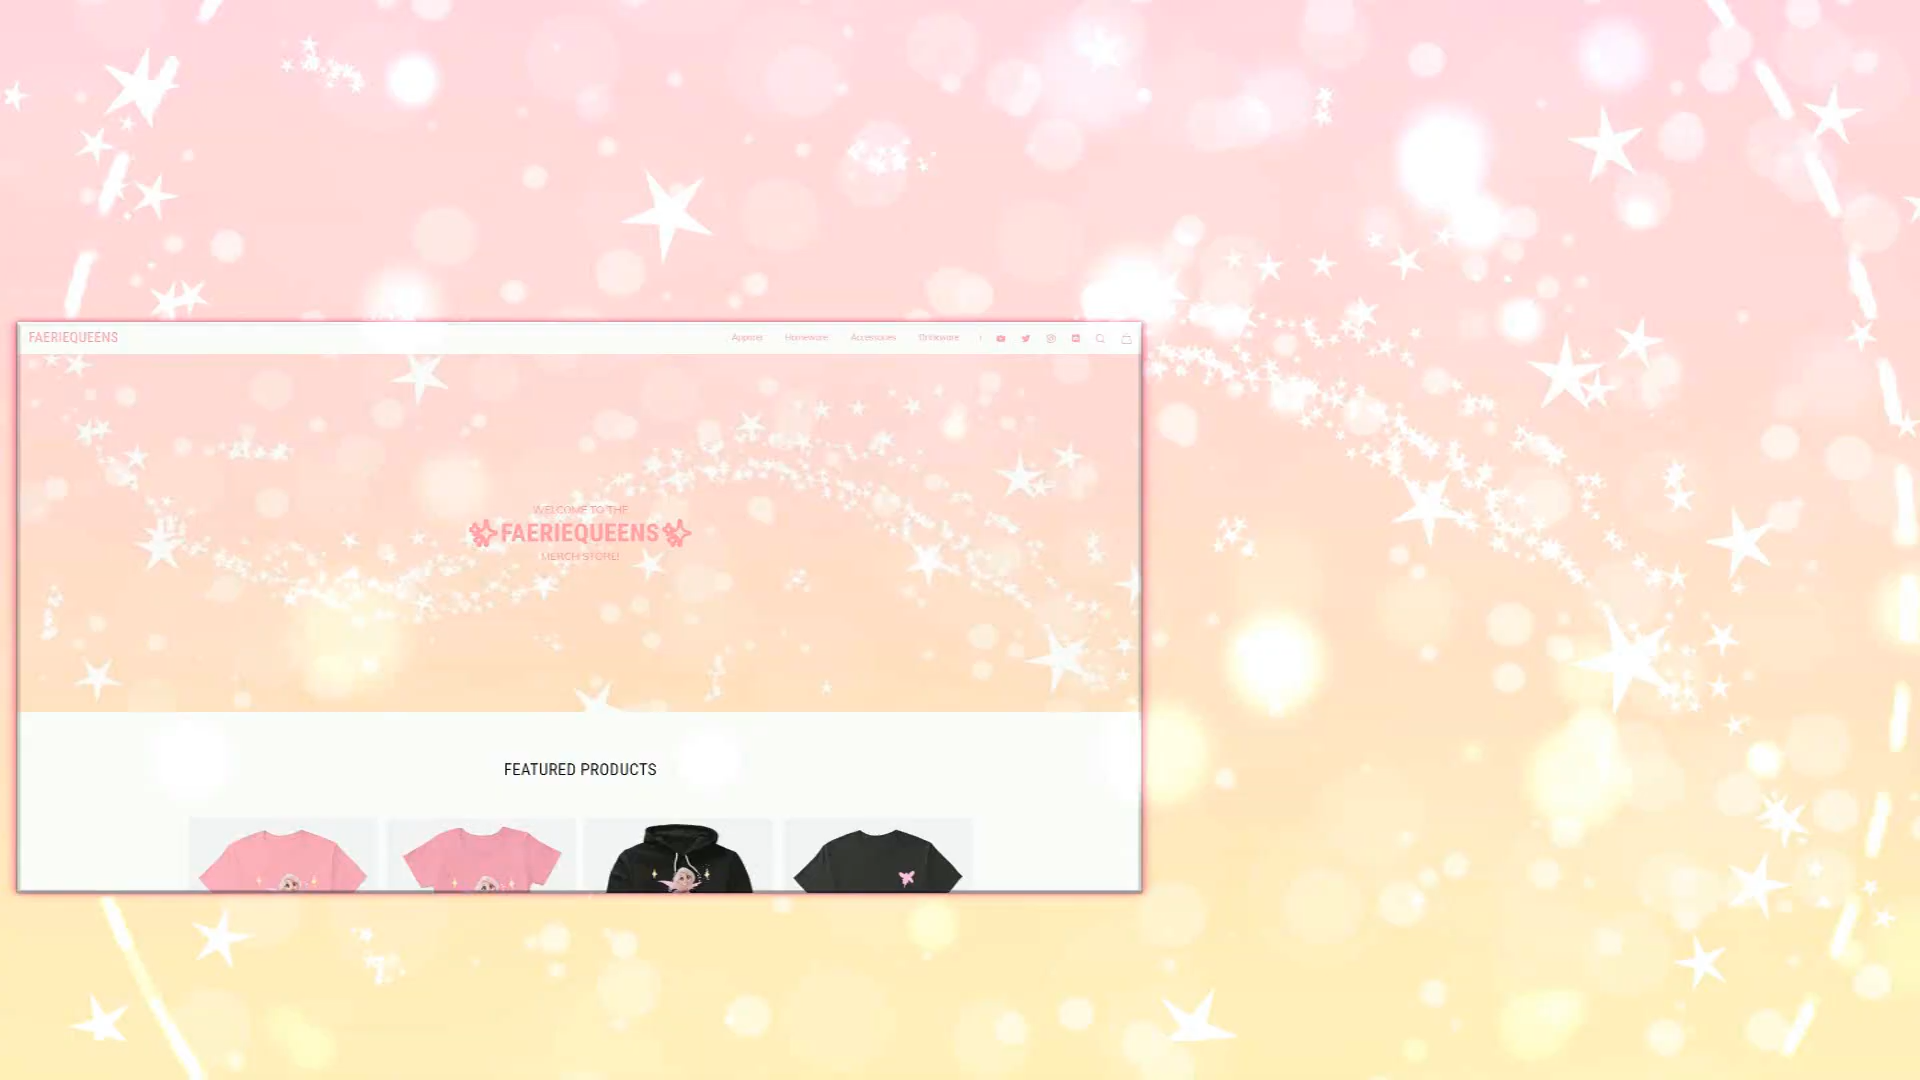 FAERIEQUEENS
Apparel Homeware Accessories Drinkware
WELCOME TO THE
FAERIEQUEENS
MERCH STORE!
FEATURED PRODUCTS